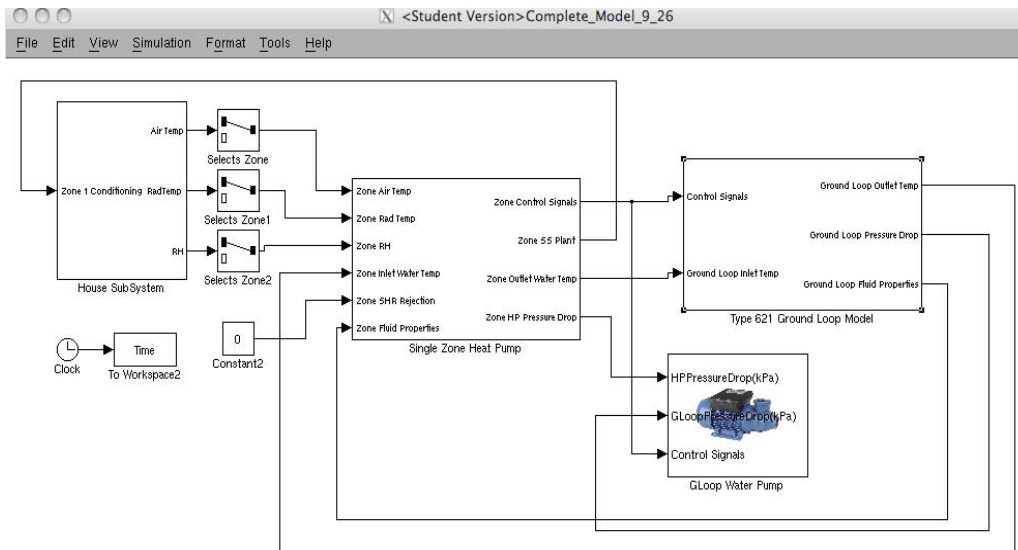 <Student Version>Complete_Model_9_26
File Edit View Simulation Format Tools Help
Air Temp
Zone 1 Conditioning RadTemp
RH
House SubSystem
Selects Zone
Selects Zone1
Selects Zone2
Clock
Time
To Workspace2
0
Constant2
Zone Air Temp
Zone Rad Temp
Zone RH
Zone Inlet Water Temp
Zone SHR Rejection
Zone Fluid Properties
Zone Control Signals
Zone SS Plant
Zone Outlet Water Temp
Zone HP Pressure Drop
Single Zone Heat Pump
Control Signals
Ground Loop Inlet Temp
Ground Loop Outlet Temp
Ground Loop Pressure Drop
Ground Loop Fluid Properties
Type 621 Ground Loop Model
HPPressureDrop(kPa)
GLoopPressureDrop(kPa)
Control Signals
GLoop Water Pump